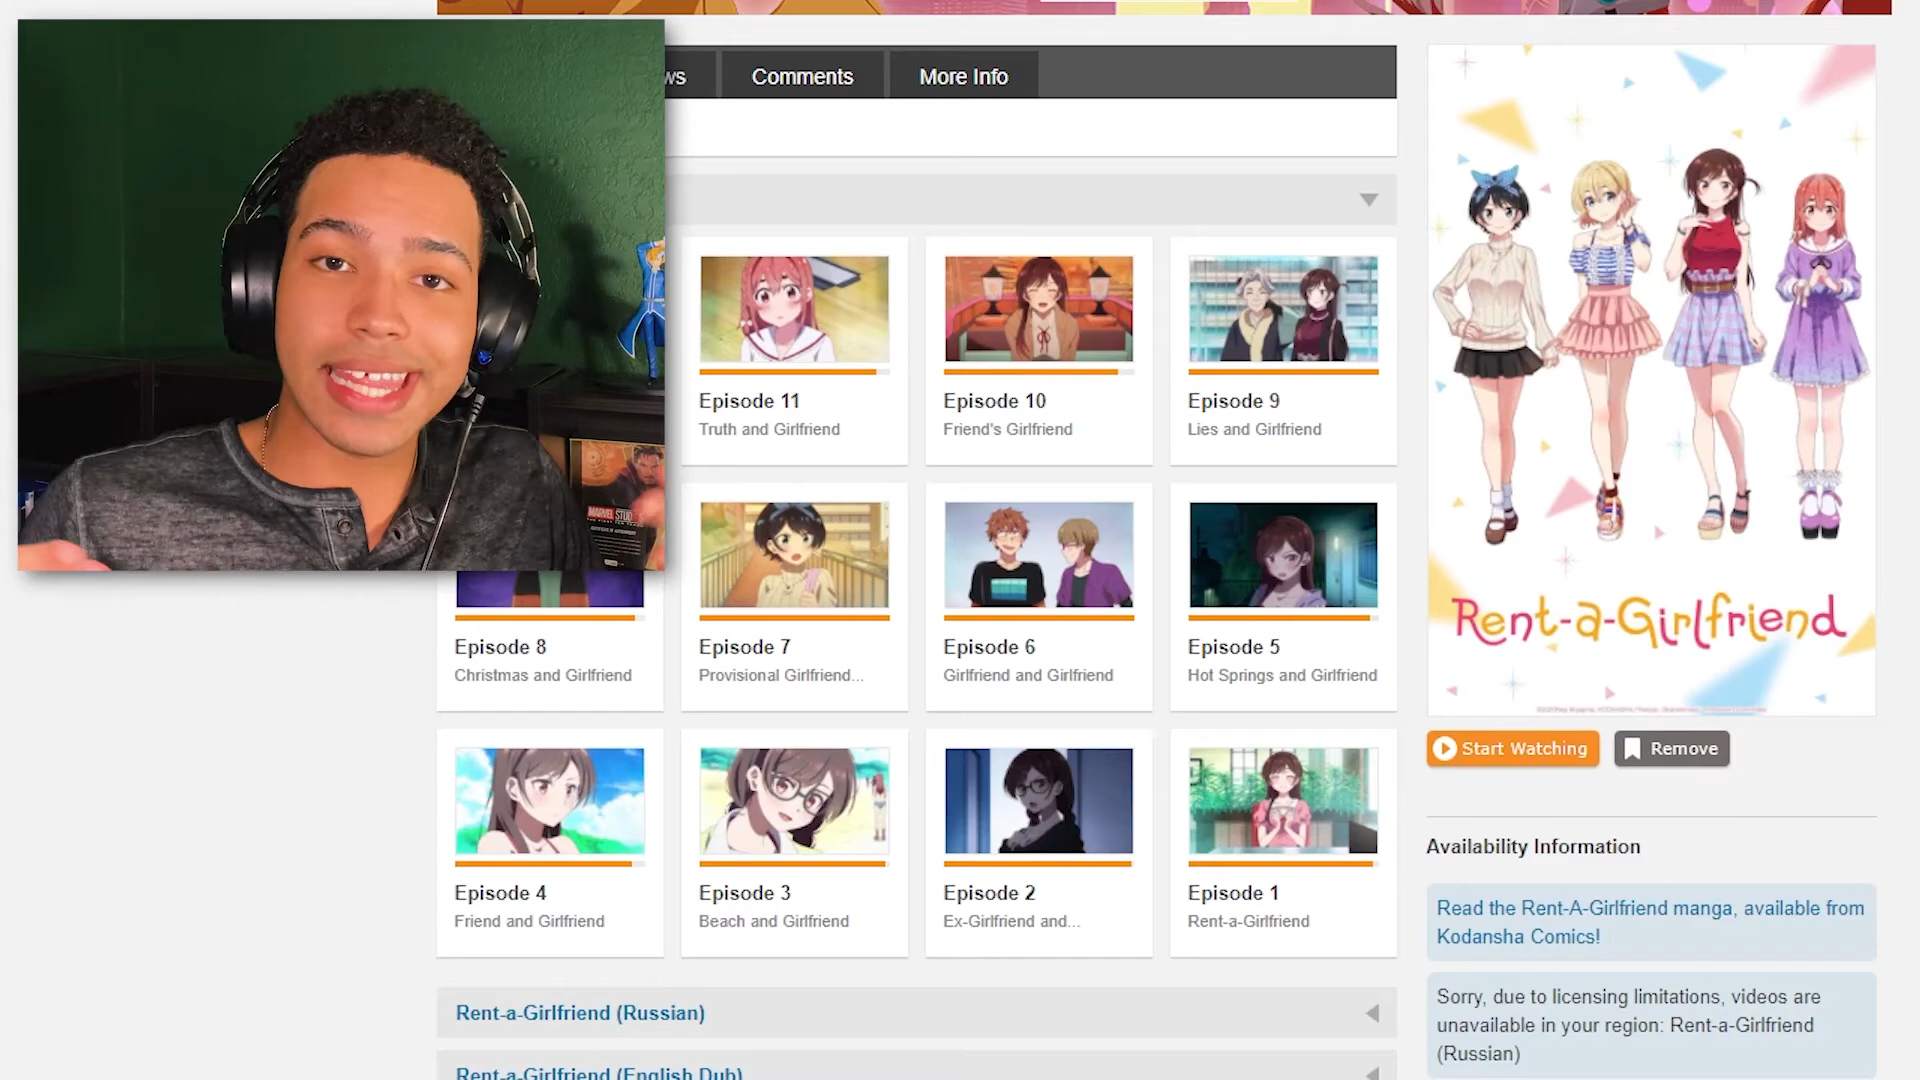 ws
Comments
More Info
Episode 11
Truth and Girlfriend
Episode 10
Friend's Girlfriend
Episode 9
Lies and Girlfriend
MARVEL STUD
Episode 8
Christmas and Girlfriend
Episode 7
Provisional Girlfriend...
Episode 6
Girlfriend and Girlfriend
Episode 5
Hot Springs and Girlfriend
Episode 4
Friend and Girlfriend
Episode 3
Beach and Girlfriend
Episode 2
Ex-Girlfriend and...
Episode 1
Rent-a-Girlfriend
Rent-a-Girlfriend (Russian)
Rent-a-Girlfriend (English Dub)
Rent-a-Girlfriend
Start Watching
Remove
Availability Information
Read the Rent-A-Girlfriend manga, available from
Kodansha Comics!
Sorry, due to licensing limitations, videos are
unavailable in your region: Rent-a-Girlfriend
(Russian)